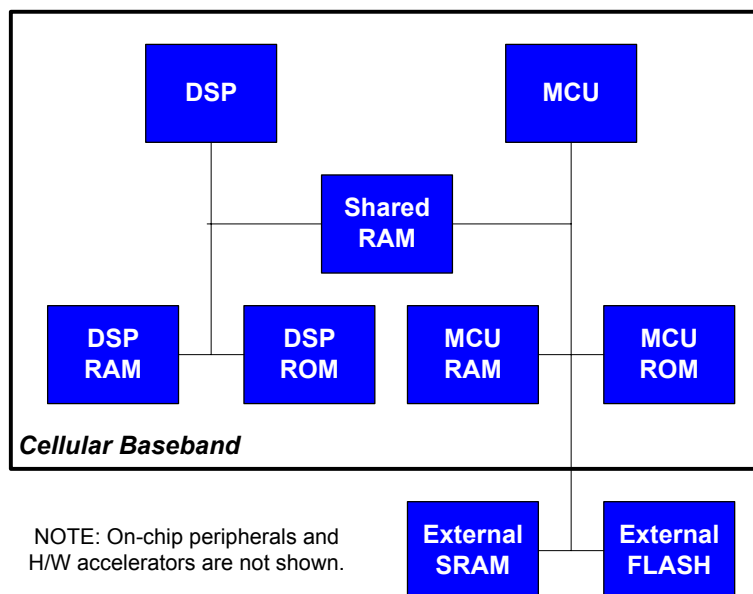 DSP
MCU
Shared
RAM
DSP
RAM
DSP
ROM
MCU
RAM
MCU
ROM
Cellular Baseband
NOTE: On-chip peripherals and
H/W accelerators are not shown.
External
SRAM
External
FLASH